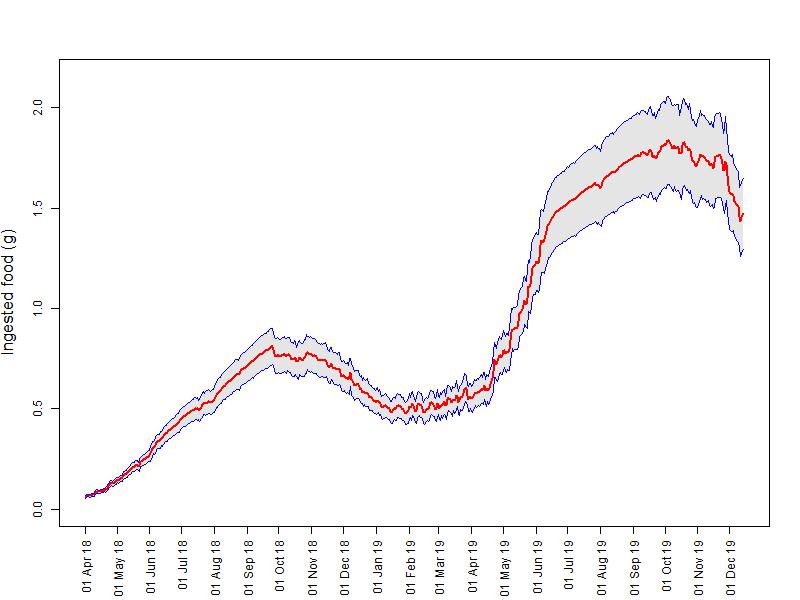 Ingested food (g)
2.0
1.5
1.0
0.5
0.0
01 Apr 18
01 May 18
01 Jun 18
01 Jul 18
01 Aug 18
01 Sep 18
01 Oct 18
01 Nov 18
01 Dec 18
01 Jan 19
01 Feb 19
01 Mar 19
01 Apr 19
01 May 19
01 Jun 19
01 Jul 19
01 Aug 19
01 Sep 19
01 Oct 19
01 Nov 19
01 Dec 19